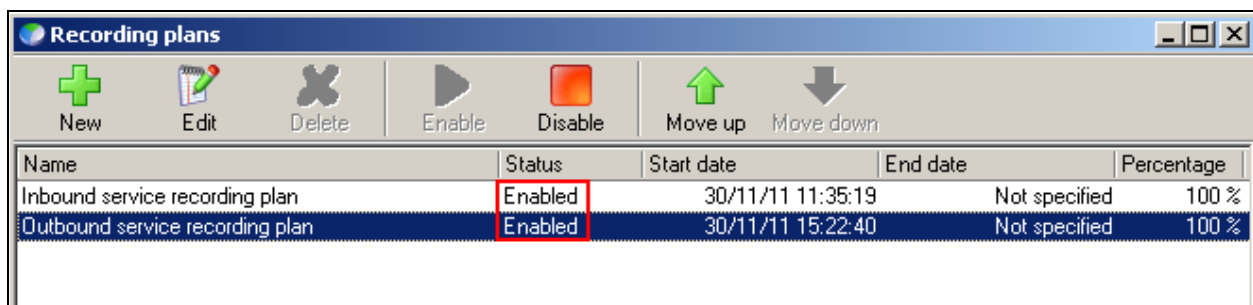 Recording plans
New Edit Delete Enable Disable Move up Move down
Name Status Start date End date Percentage
Inbound service recording plan Enabled 30/11/11 11:35:19 Not specified 100 %
Outbound service recording plan Enabled 30/11/11 15:22:40 Not specified 100 %